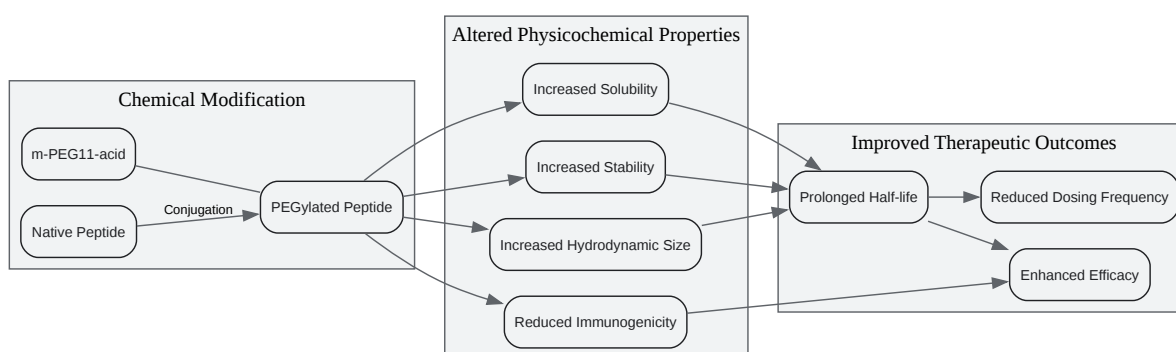 Chemical Modification
m-PEG11-acid
Native Peptide
Conjugation
PEGylated Peptide
Altered Physicochemical Properties
Increased Solubility
Increased Stability
Increased Hydrodynamic Size
Reduced Immunogenicity
Improved Therapeutic Outcomes
Prolonged Half-life
Reduced Dosing Frequency
Enhanced Efficacy